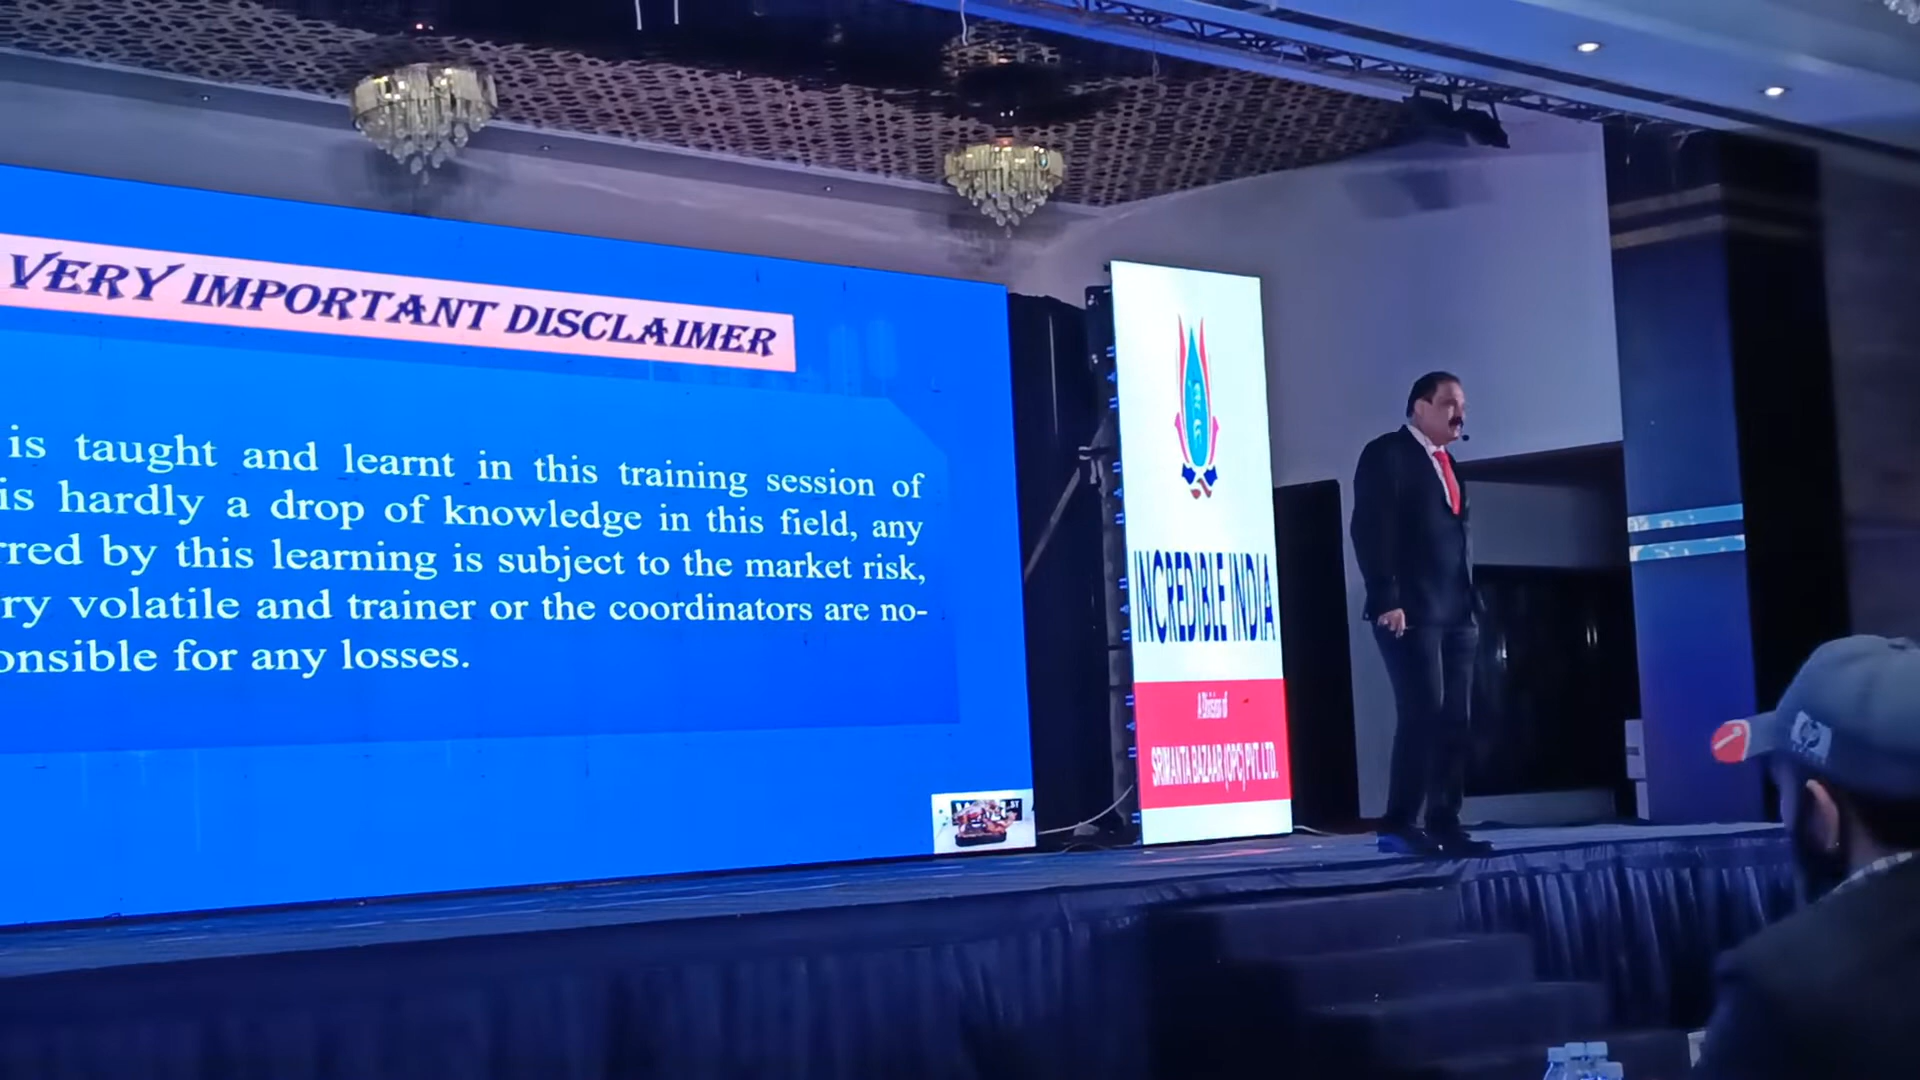 VERY IMPORTANT DISCLAIMER
is taught and learnt in this training session of
is hardly a drop of knowledge in this field, any
rred by this learning is subject to the market risk,
ry volatile and trainer or the coordinators are no-
onsible for any losses.
INCREDIBLE INDIA
A Division of
SRIMANTA BAZAAR (OPC) PVT. LTD.